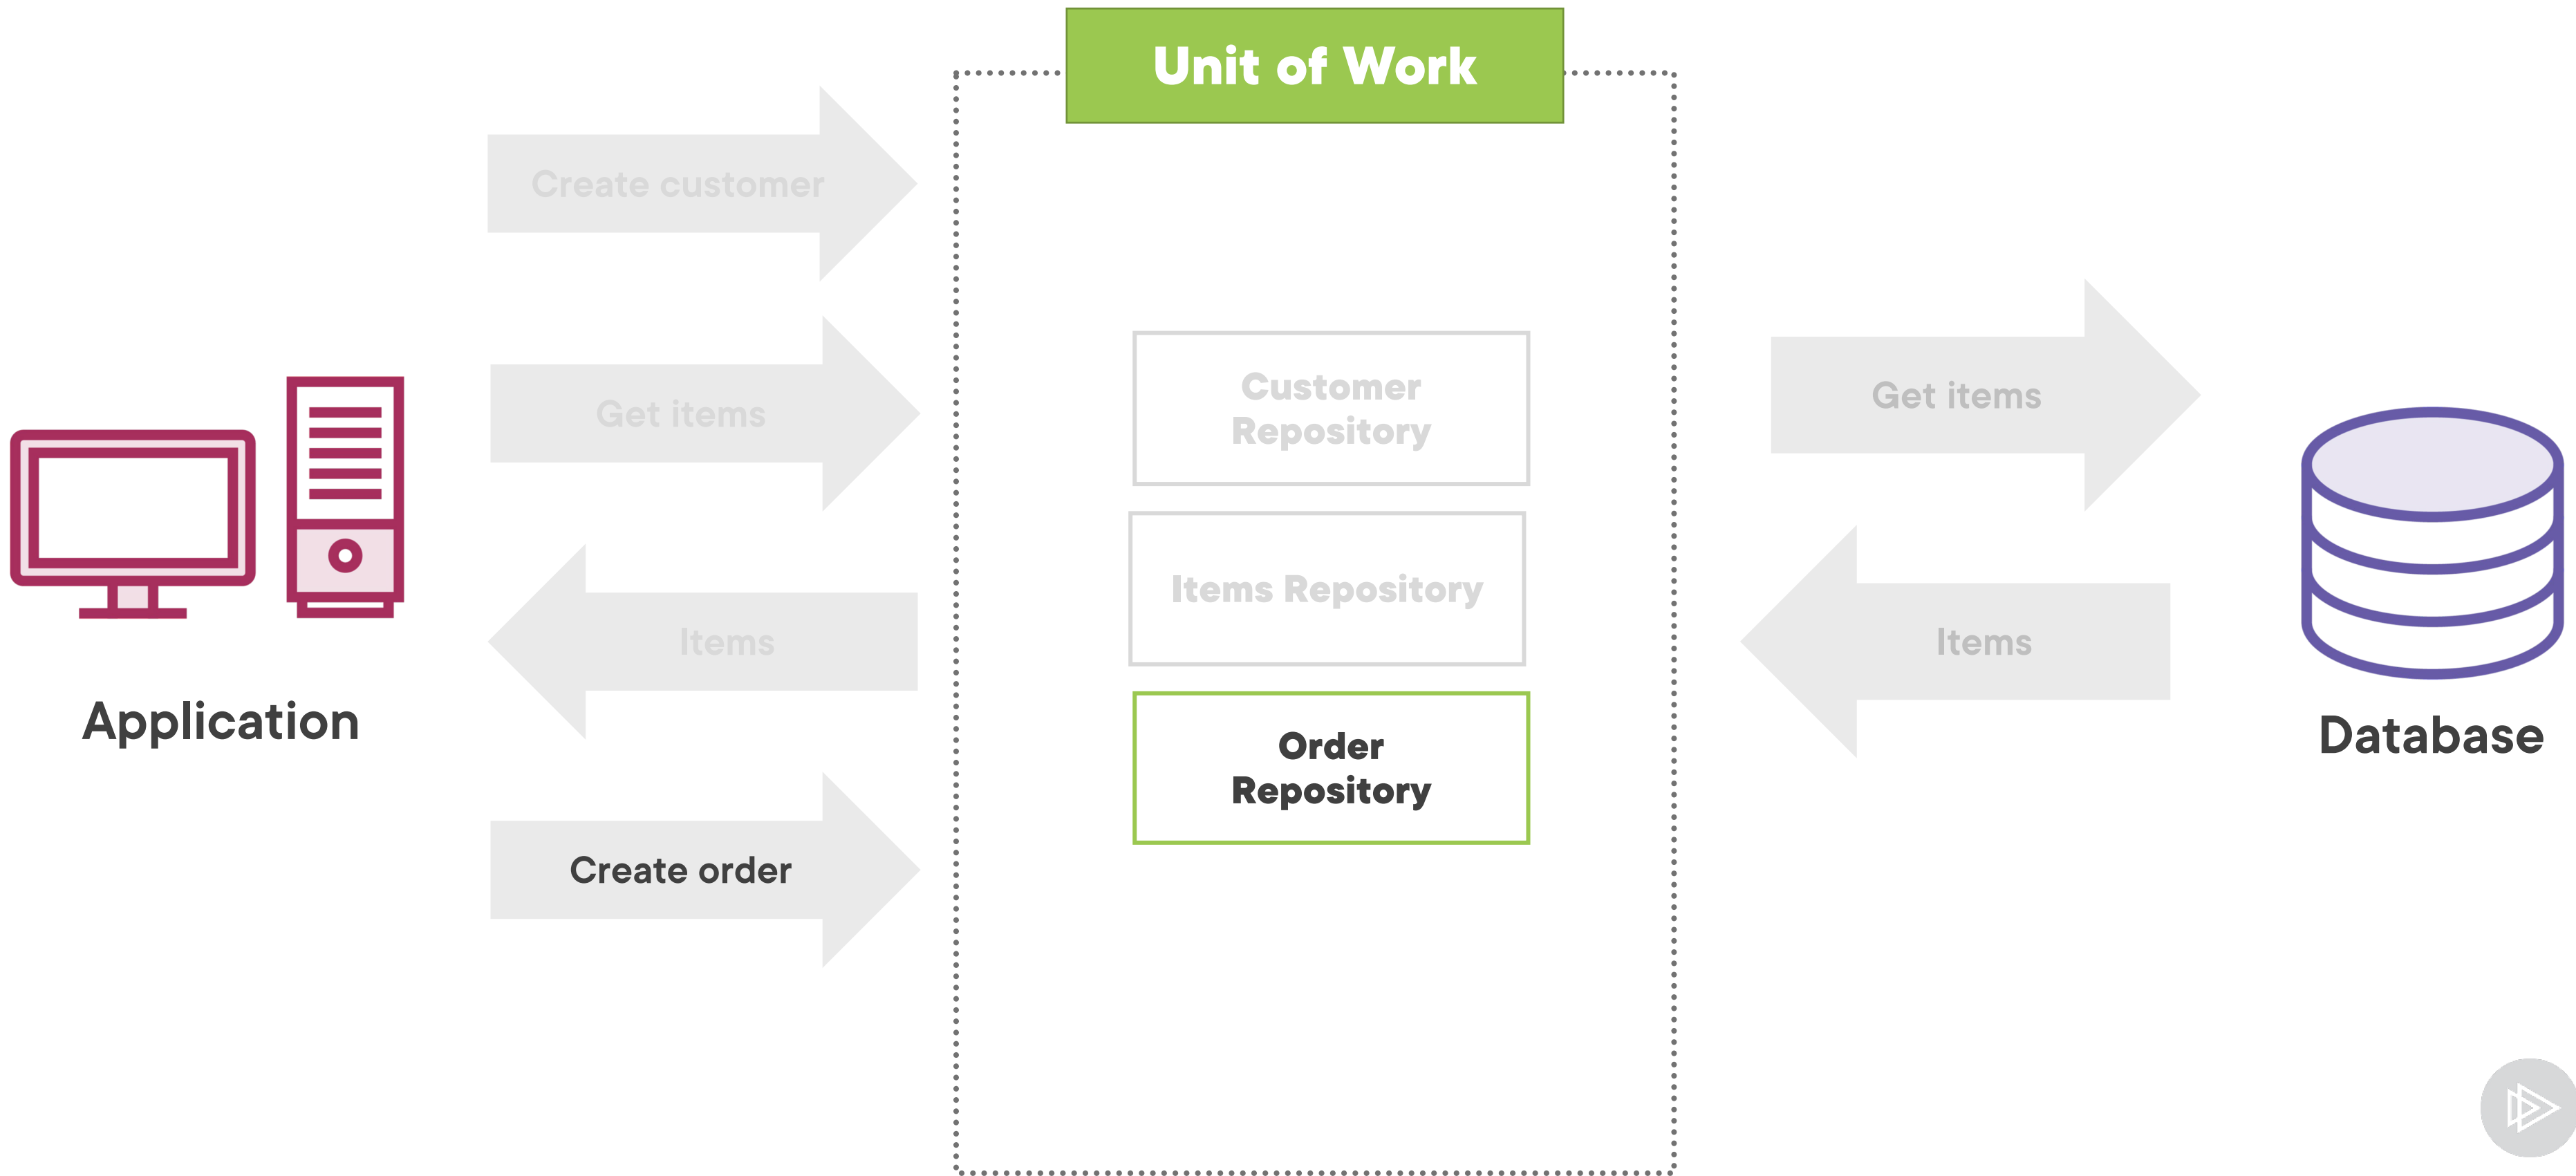 Unit of Work
Create customer
Get items
Items
Create order
Customer
Repository
Items Repository
Order
Repository
Get items
Items
Application
Database